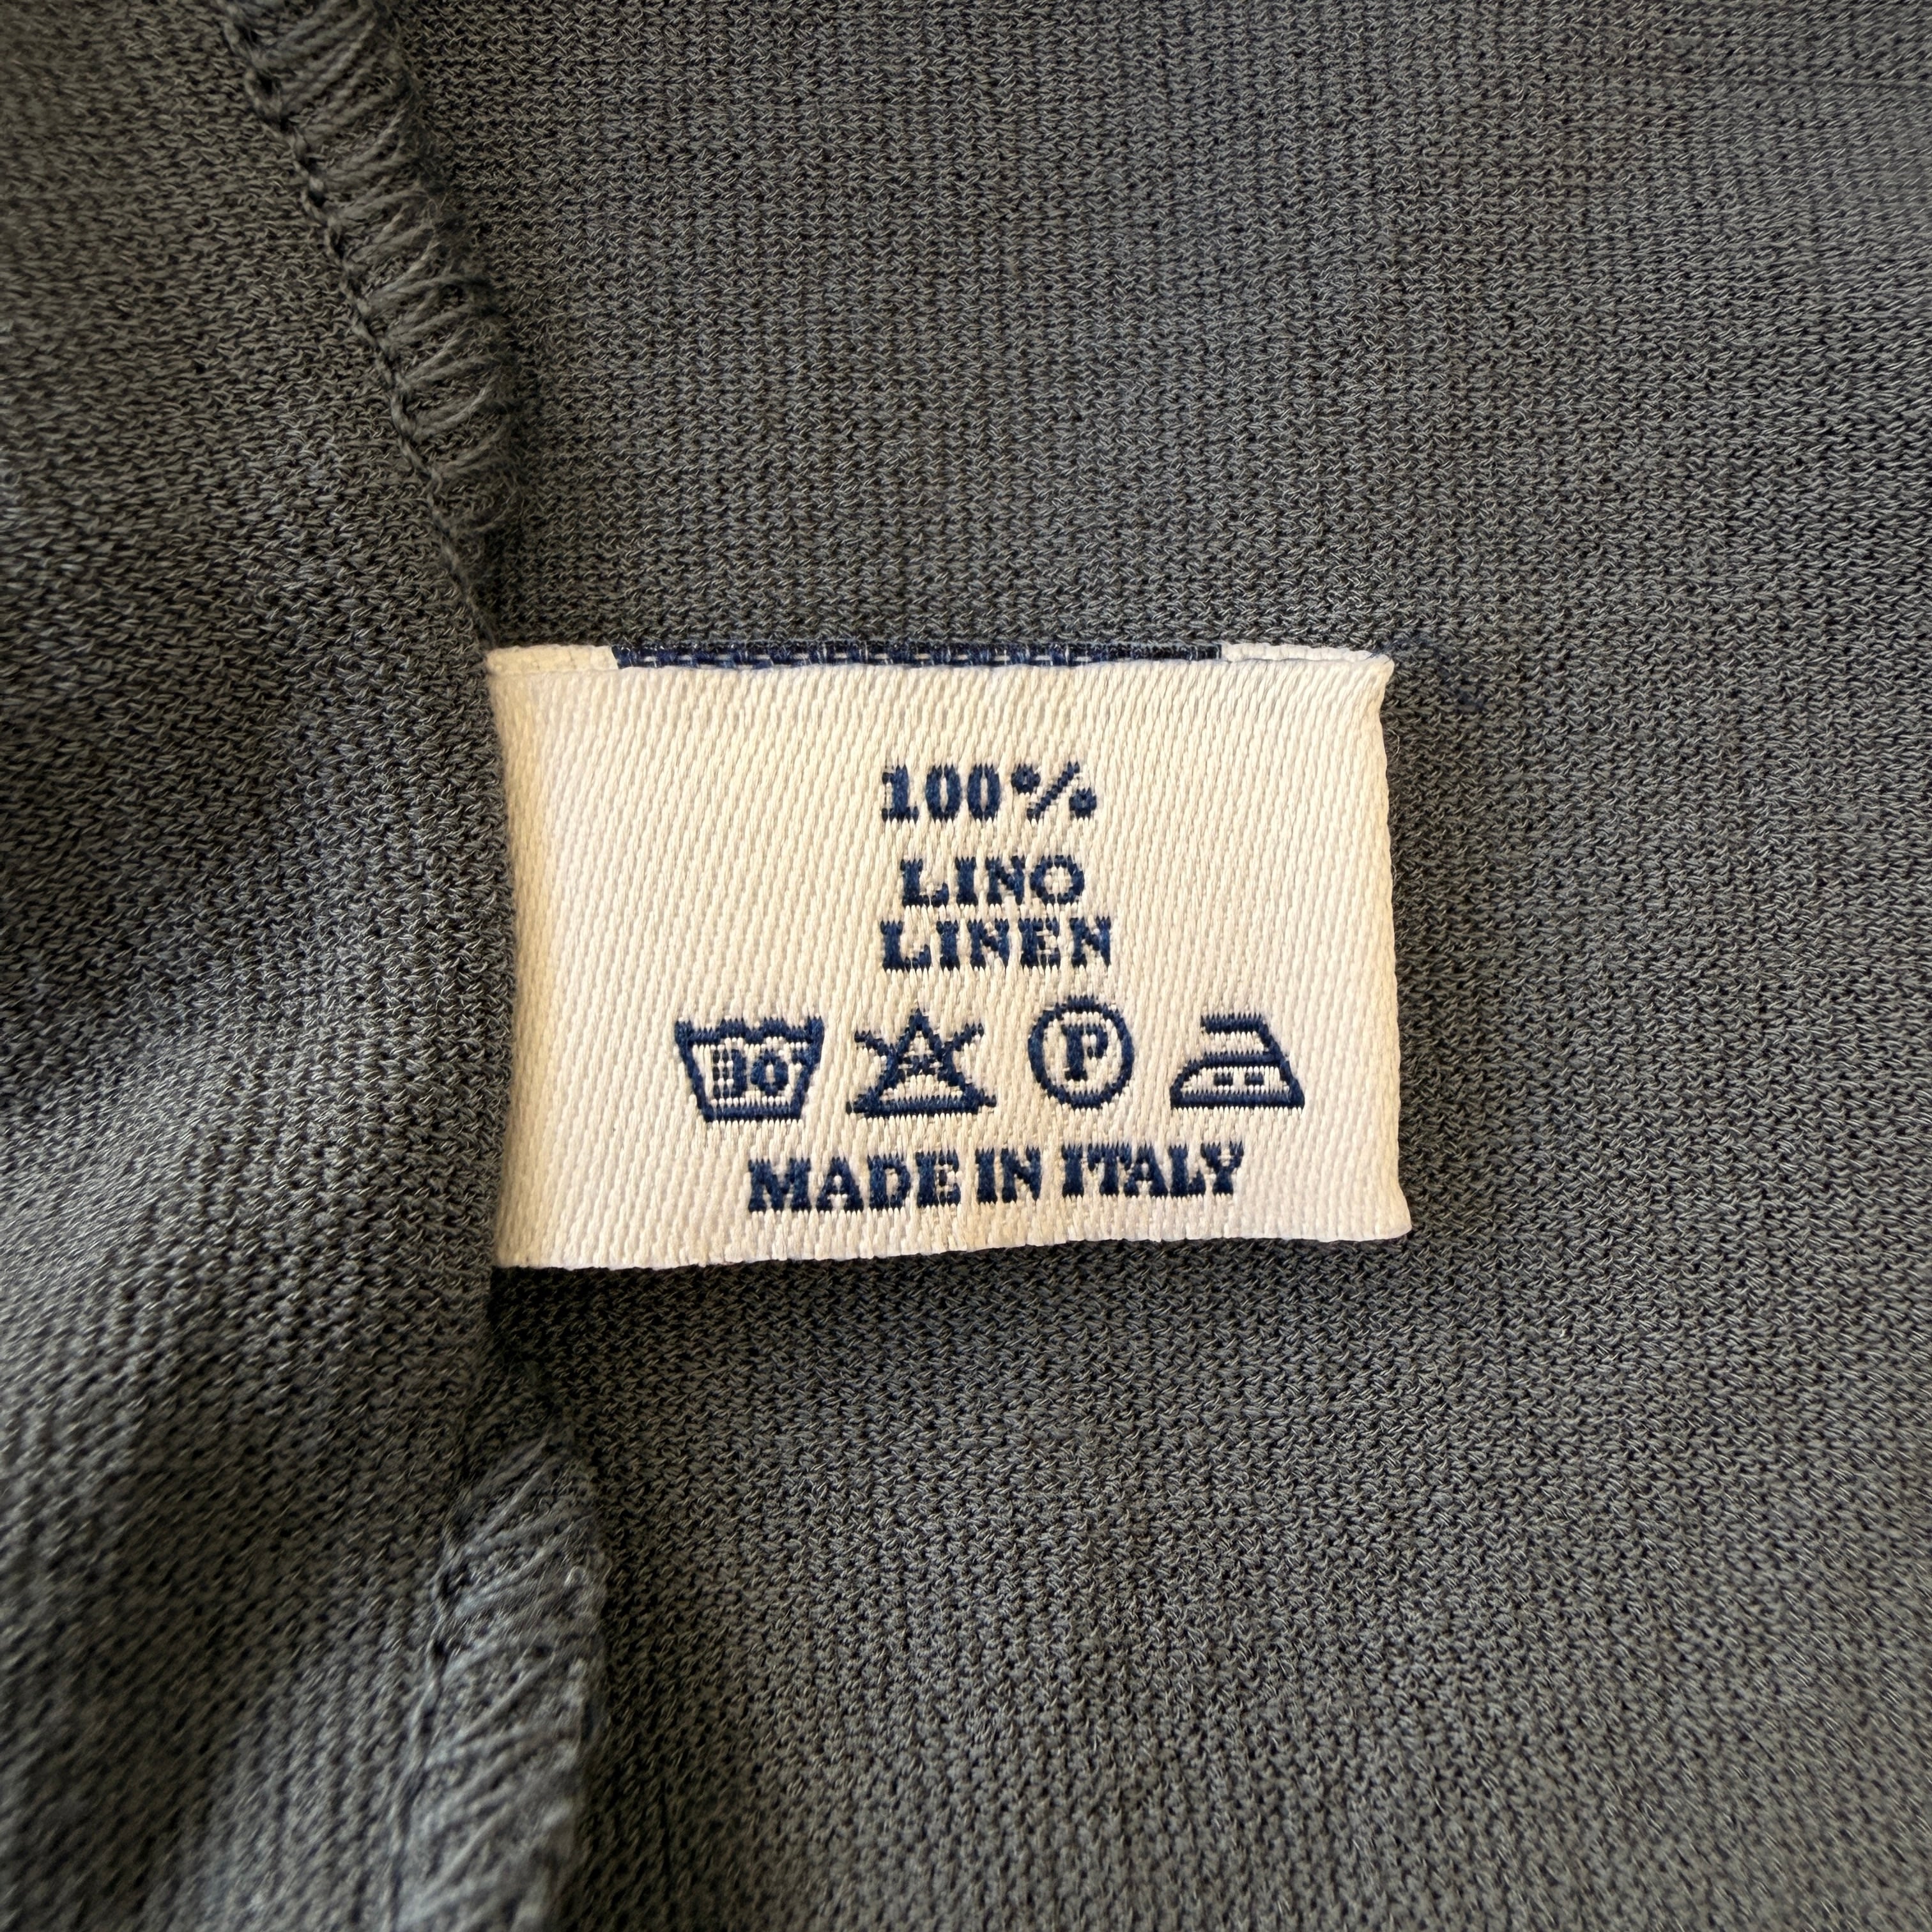 100%
LINO
LINEN
30°
P
MADE IN ITALY